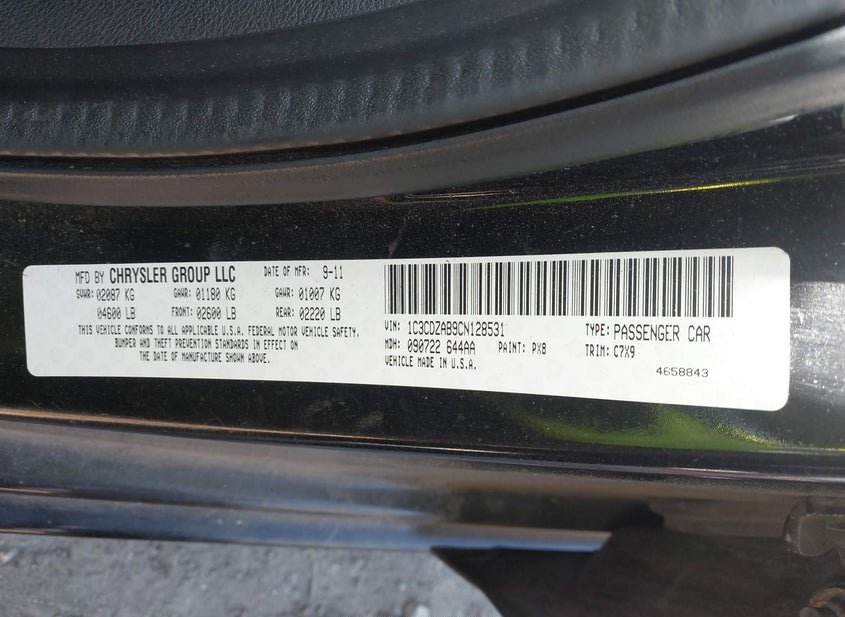 MFD BY CHRYSLER GROUP LLC DATE OF MFR: 9-11
GVWR: 02087 KG GAWR: 01180 KG GAWR: 01007 KG
04600 LB FRONT: 02600 LB REAR: 02220 LB
THIS VEHICLE CONFORMS TO ALL APPLICABLE U.S.A. FEDERAL MOTOR VEHICLE SAFETY,
BUMPER AND THEFT PREVENTION STANDARDS IN EFFECT ON
THE DATE OF MANUFACTURE SHOWN ABOVE.
VIN: 1C3CDZAB9CN128531 TYPE: PASSENGER CAR
MDH: 090722 644AA PAINT: PX8 TRIM: C7X9
VEHICLE MADE IN U.S.A.
4658843